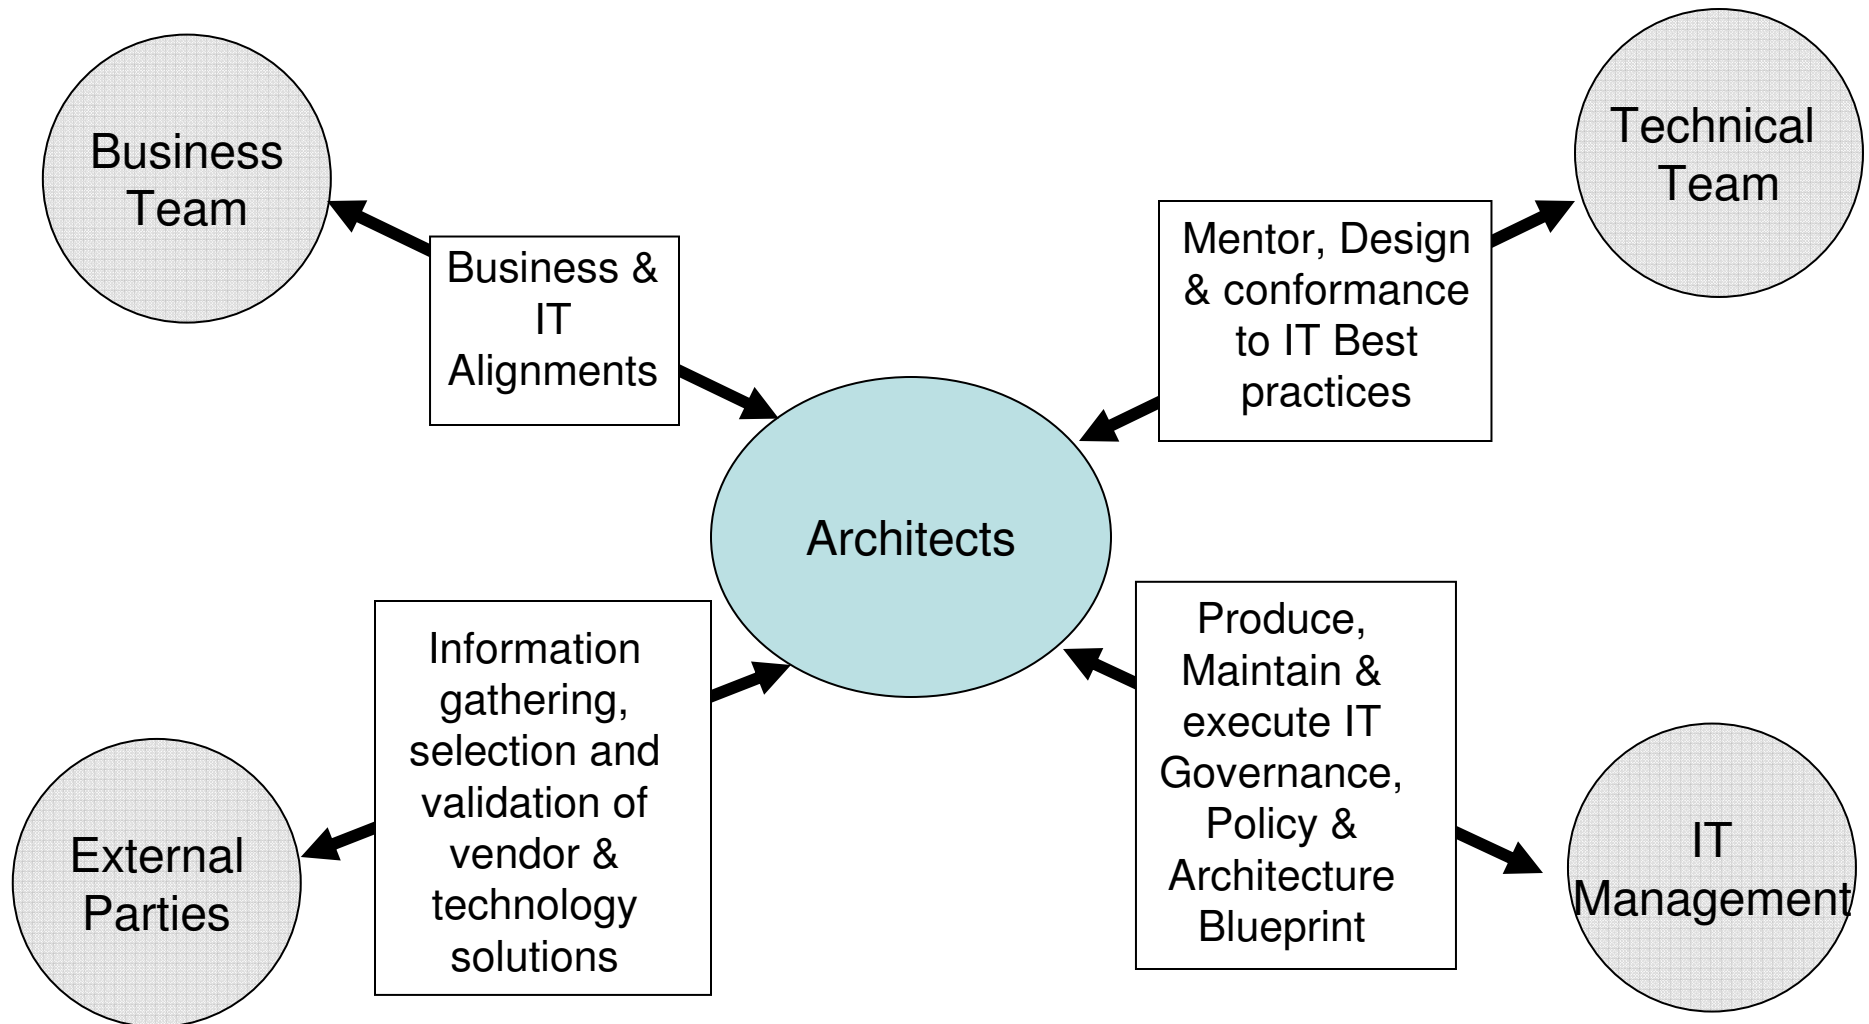 Business
Team
Technical
Team
Business &
IT
Alignments
Mentor, Design
& conformance
to IT Best
practices
Architects
Information
gathering,
selection and
validation of
vendor &
technology
solutions
Produce,
Maintain &
execute IT
Governance,
Policy &
Architecture
Blueprint
External
Parties
IT
Management